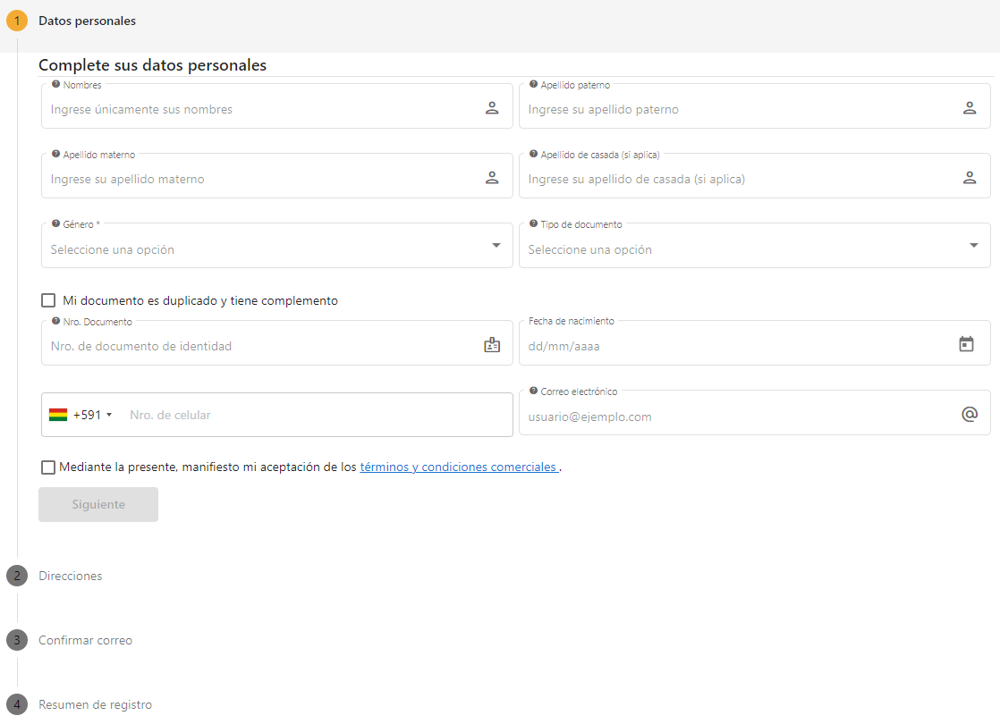 1 Datos personales
Complete sus datos personales
Nombres
Ingrese únicamente sus nombres
Apellido paterno
Ingrese su apellido paterno
Apellido materno
Ingrese su apellido materno
Apellido de casada (si aplica)
Ingrese su apellido de casada (si aplica)
Género *
Seleccione una opción
Tipo de documento
Seleccione una opción
Mi documento es duplicado y tiene complemento
Nro. Documento
Nro. de documento de identidad
Fecha de nacimiento
dd/mm/aaaa
+591 Nro. de celular
Correo electrónico
usuario@ejemplo.com
Mediante la presente, manifiesto mi aceptación de los términos y condiciones comerciales .
Siguiente
2 Direcciones
3 Confirmar correo
4 Resumen de registro